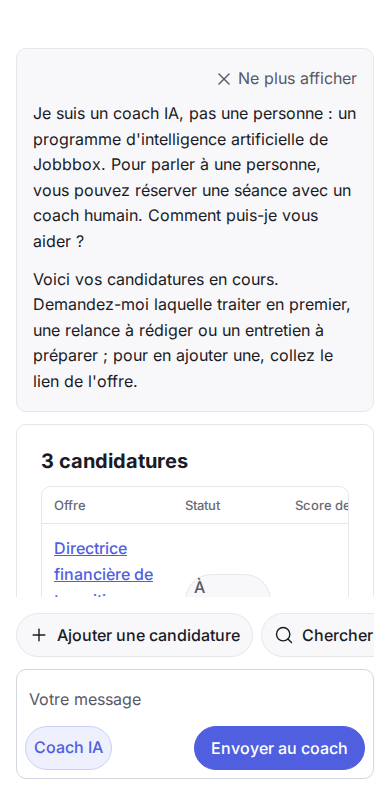 Ne plus afficher
Je suis un coach IA, pas une personne : un
programme d'intelligence artificielle de
Jobbbox. Pour parler à une personne,
vous pouvez réserver une séance avec un
coach humain. Comment puis-je vous
aider ?
Voici vos candidatures en cours.
Demandez-moi laquelle traiter en premier,
une relance à rédiger ou un entretien à
préparer ; pour en ajouter une, collez le
lien de l'offre.
3 candidatures
Offre Statut Score de
Directrice
financière de
À
Ajouter une candidature Chercher
Votre message
Coach IA Envoyer au coach